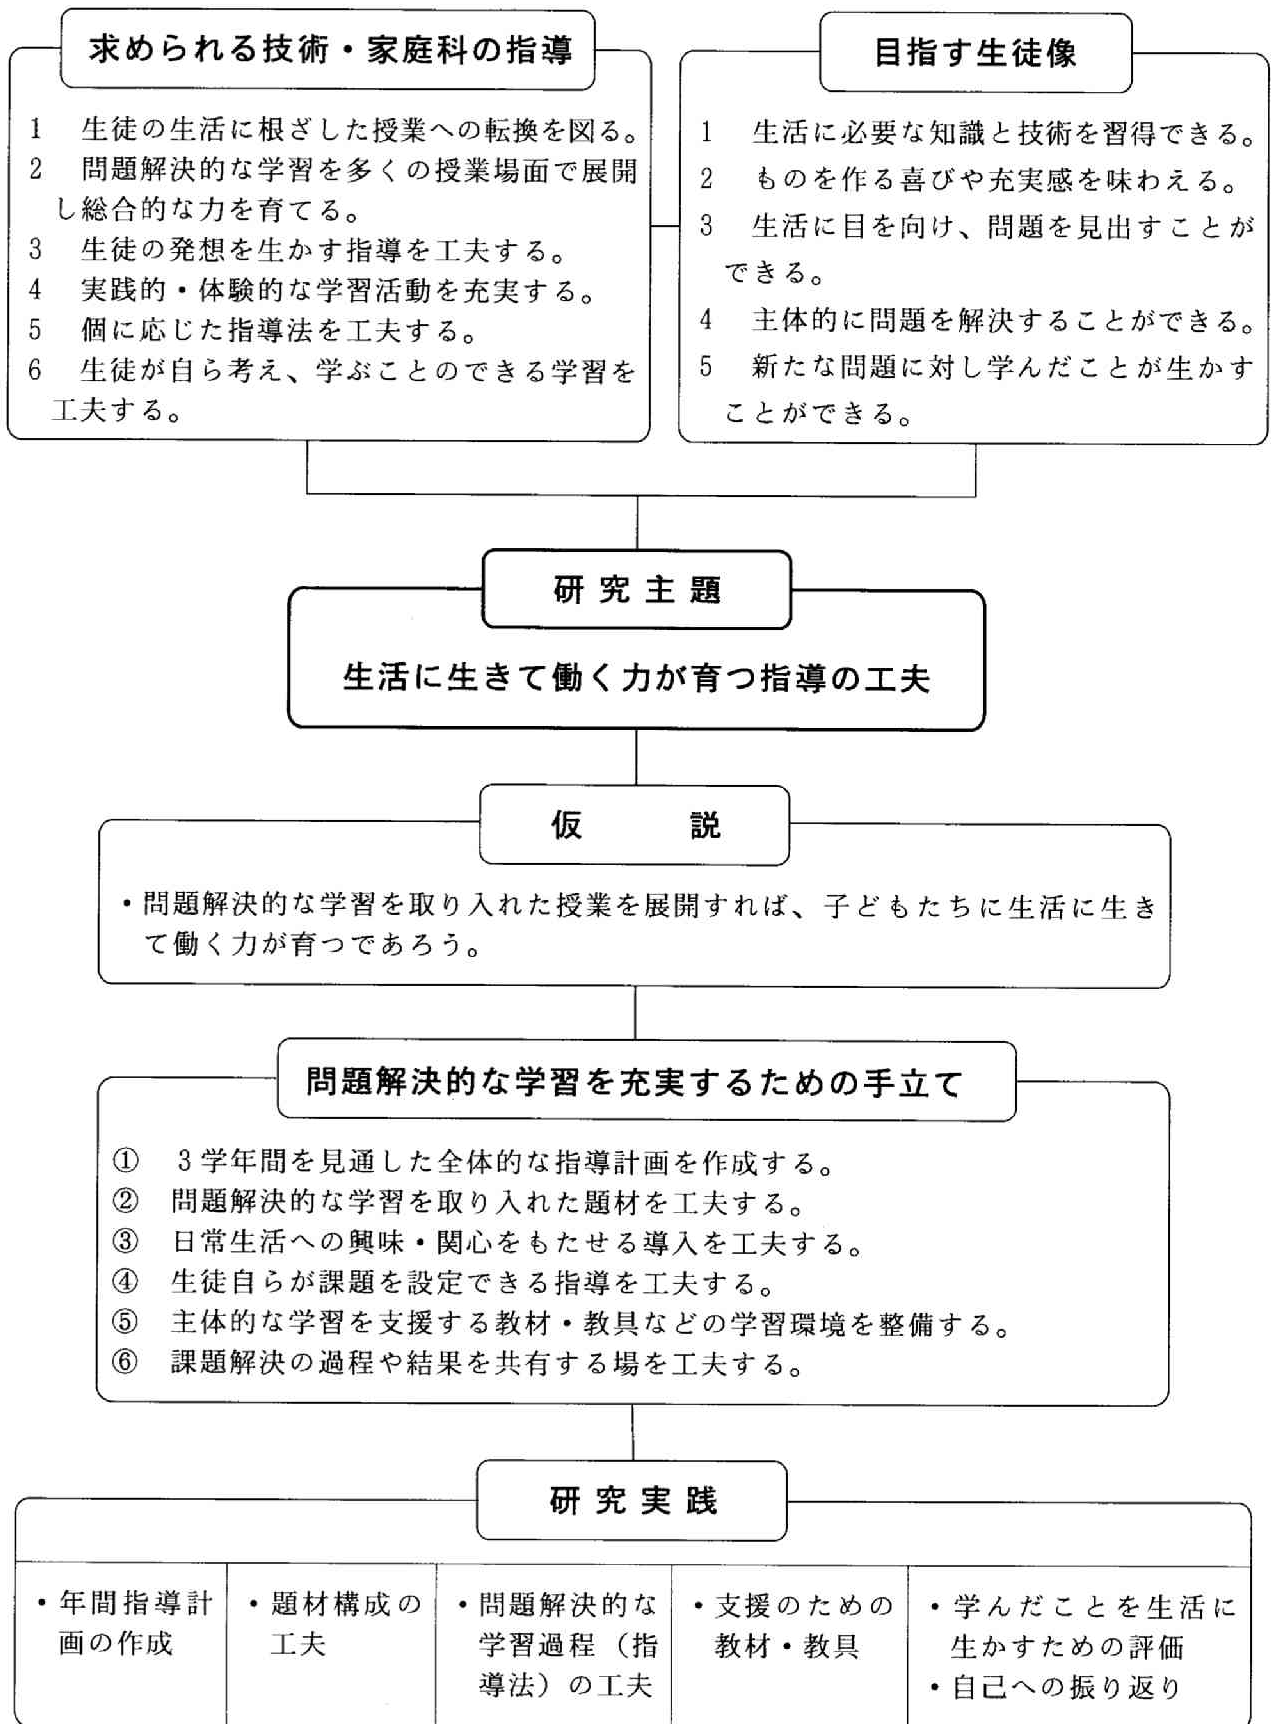 求められる技術・家庭科の指導
1 生徒の生活に根ざした授業への転換を図る。
2 問題解決的な学習を多くの授業場面で展開
し総合的な力を育てる。
3 生徒の発想を生かす指導を工夫する。
4 実践的・体験的な学習活動を充実する。
5 個に応じた指導法を工夫する。
6 生徒が自ら考え、学ぶことのできる学習を
工夫する。
目指す生徒像
1 生活に必要な知識と技術を習得できる。
2 ものを作る喜びや充実感を味わえる。
3 生活に目を向け、問題を見出すことが
できる。
4 主体的に問題を解決することができる。
5 新たな問題に対し学んだことが生かす
ことができる。
研究主題
生活に生きて働く力が育つ指導の工夫
仮 説
・問題解決的な学習を取り入れた授業を展開すれば、子どもたちに生活に生き
て働く力が育つであろう。
問題解決的な学習を充実するための手立て
① 3学年間を見通した全体的な指導計画を作成する。
② 問題解決的な学習を取り入れた題材を工夫する。
③ 日常生活への興味・関心をもたせる導入を工夫する。
④ 生徒自らが課題を設定できる指導を工夫する。
⑤ 主体的な学習を支援する教材・教具などの学習環境を整備する。
⑥ 課題解決の過程や結果を共有する場を工夫する。
研究実践
・年間指導計
画の作成
・題材構成の
工夫
・問題解決的な
学習過程（指
導法）の工夫
・支援のための
教材・教具
・学んだことを生活に
生かすための評価
・自己への振り返り